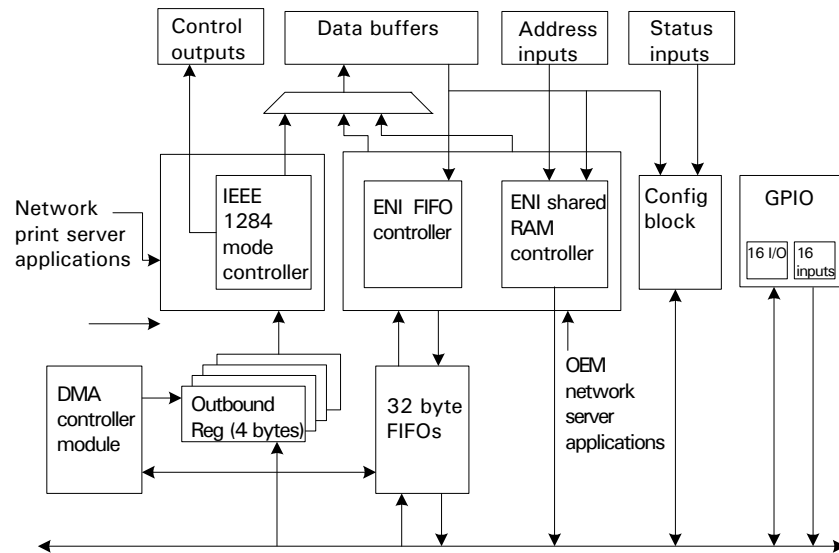 Control
outputs
Data buffers
Address
inputs
Status
inputs
Network
print server
applications
IEEE
1284
mode
controller
ENI FIFO
controller
ENI shared
RAM
controller
Config
block
GPIO
16 I/O
16
inputs
DMA
controller
module
Outbound
Reg (4 bytes)
32 byte
FIFOs
OEM
network
server
applications